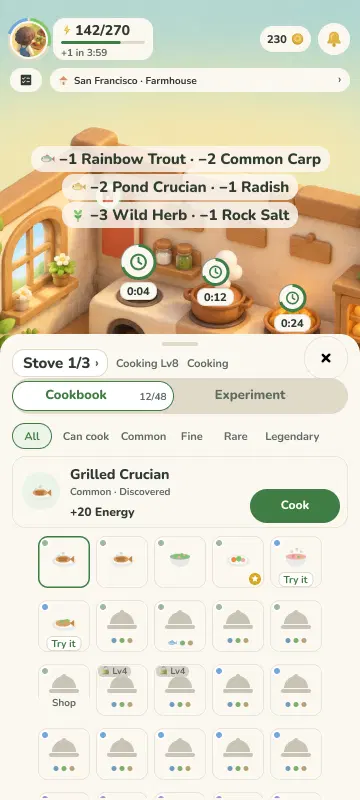 142/270
+1 in 3:59
230
San Francisco · Farmhouse ›
−1 Rainbow Trout · −2 Common Carp
−2 Pond Crucian · −1 Radish
−3 Wild Herb · −1 Rock Salt
0:04
0:12
0:24
Stove 1/3 › Cooking Lv8 Cooking
Cookbook 12/48 Experiment
All Can cook Common Fine Rare Legendary
Grilled Crucian
Common · Discovered
+20 Energy
Cook
Try it
Try it
Lv4 Lv4
Shop